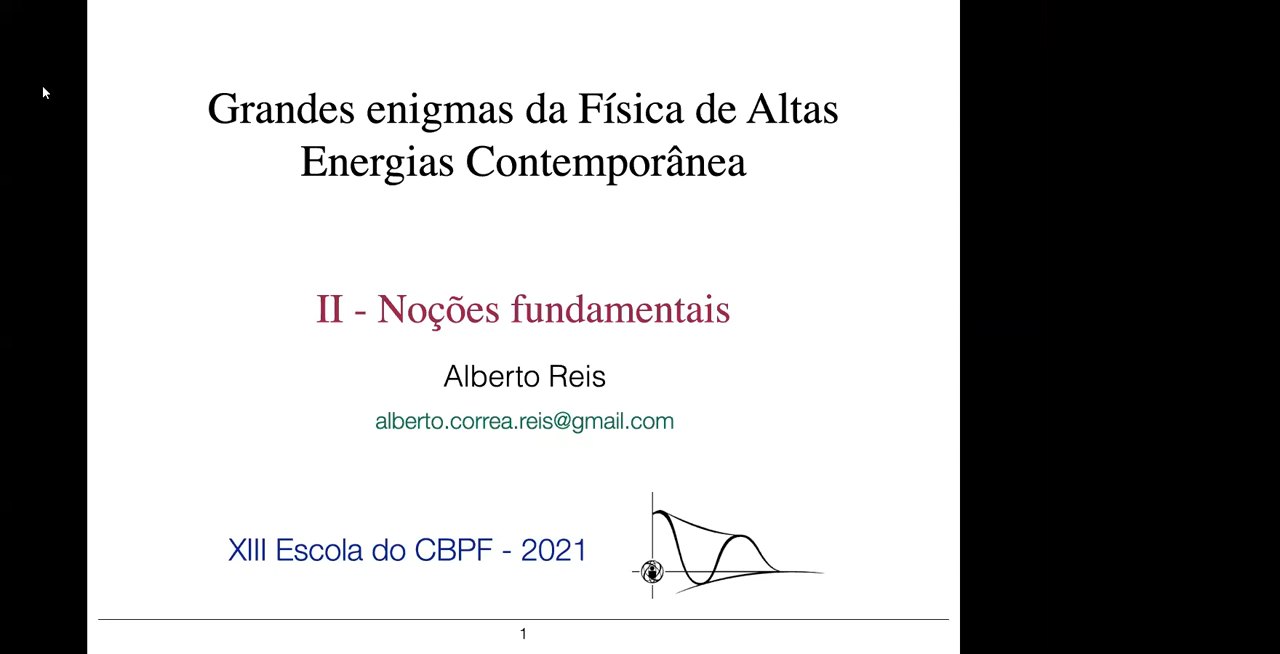 Grandes enigmas da Física de Altas
Energias Contemporânea
II - Noções fundamentais
Alberto Reis
alberto.correa.reis@gmail.com
XIII Escola do CBPF - 2021
1